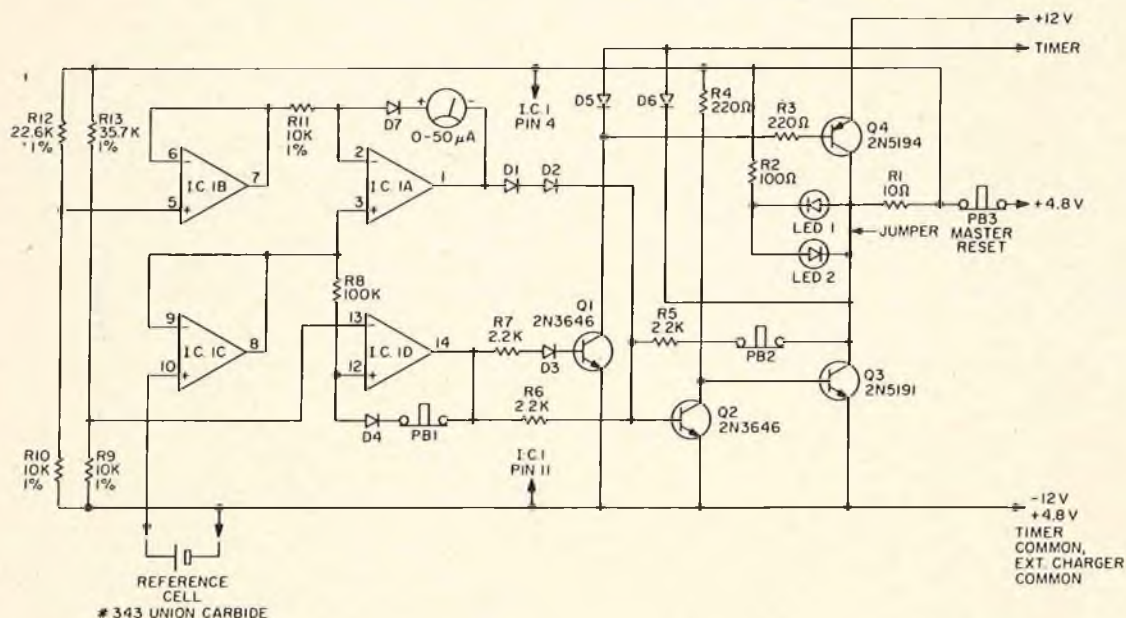 +12 V
TIMER
R12
22.6K
1%
R13
35.7K
1%
R11
10K
1%
D7
+
-
0-50μA
I.C. 1
PIN 4
D5
D6
R4
220Ω
R3
220Ω
Q4
2N5194
6
-
I.C. 1B
7
5
+
2
-
I.C. 1A
1
3
+
D1
D2
R2
100Ω
R1
10Ω
LED 1
JUMPER
LED 2
+4.8V
PB3
MASTER
RESET
R8
100K
9
-
I.C. 1C
8
10
+
13
-
I.C. 1D
14
12
+
R7
2.2K
D3
Q1
2N3646
R5
2.2K
PB2
Q3
2N5191
R6
2.2K
D4
PB1
Q2
2N3646
R10
10K
1%
R9
10K
1%
I.C. 1
PIN 11
-12V
+4.8V
TIMER
COMMON,
EXT. CHARGER
COMMON
REFERENCE
CELL
# 343 UNION CARBIDE